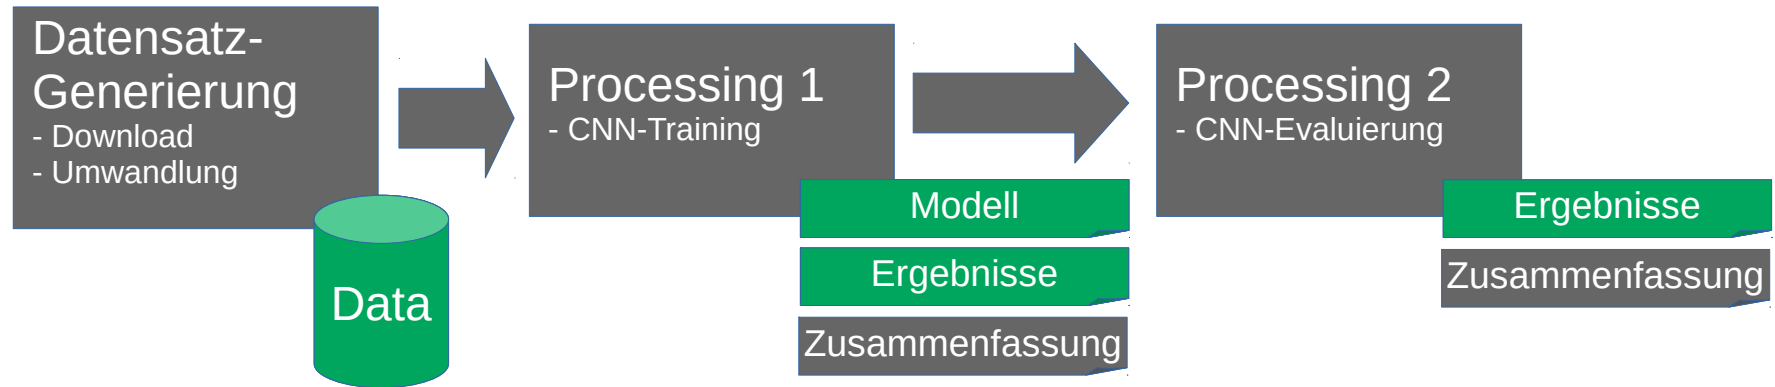 Datensatz-
Generierung
- Download
- Umwandlung
Data
Processing 1
- CNN-Training
Modell
Ergebnisse
Zusammenfassung
Processing 2
- CNN-Evaluierung
Ergebnisse
Zusammenfassung